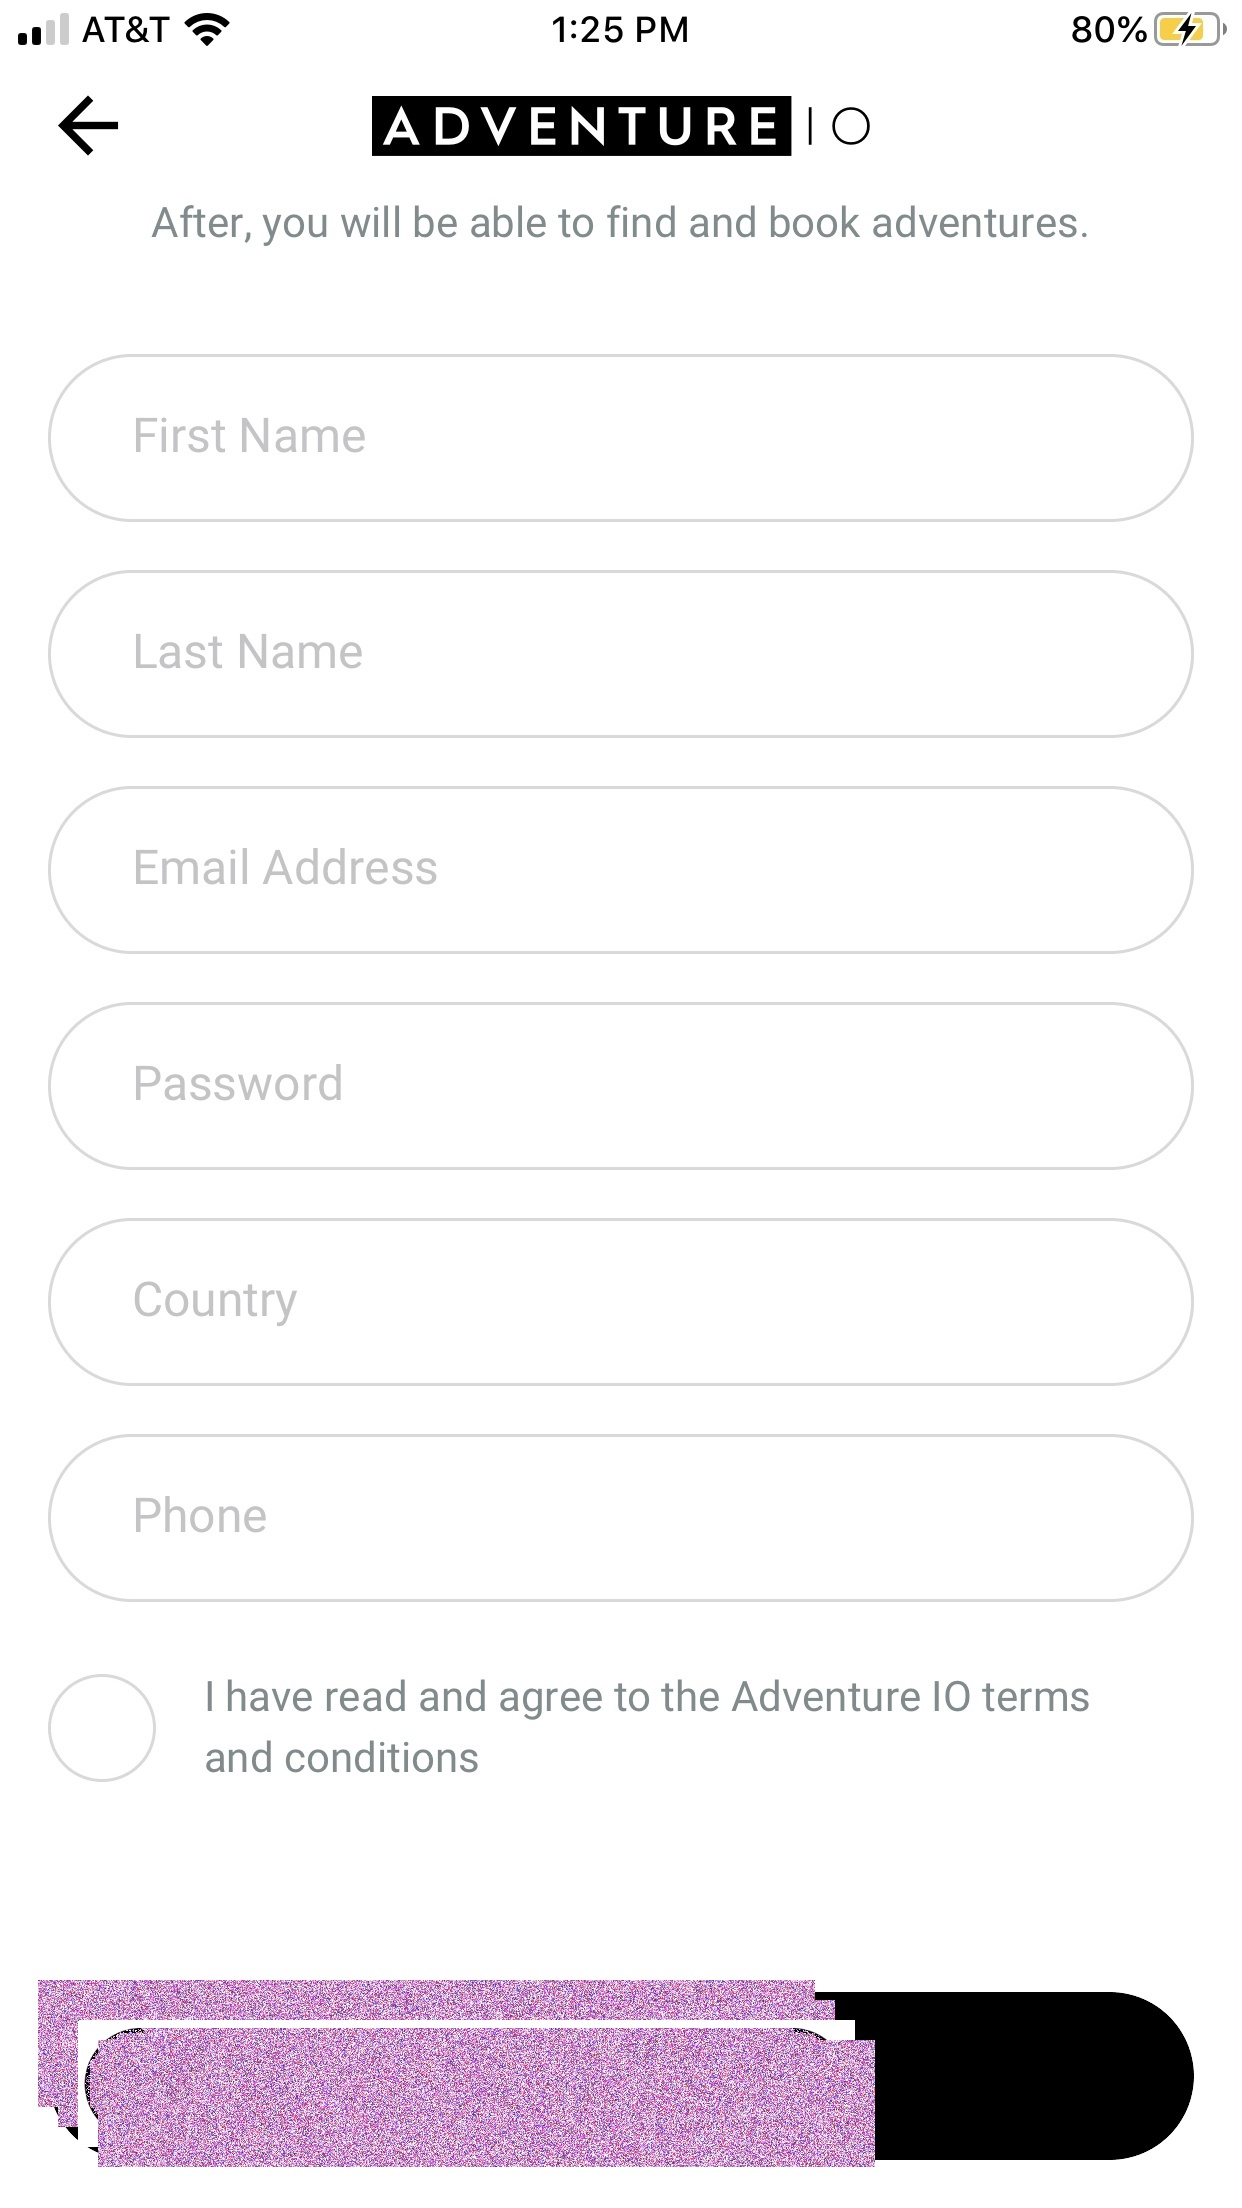 AT&T 1:25 PM 80%
ADVENTURE | O
After, you will be able to find and book adventures.
First Name
Last Name
Email Address
Password
Country
Phone
I have read and agree to the Adventure IO terms
and conditions